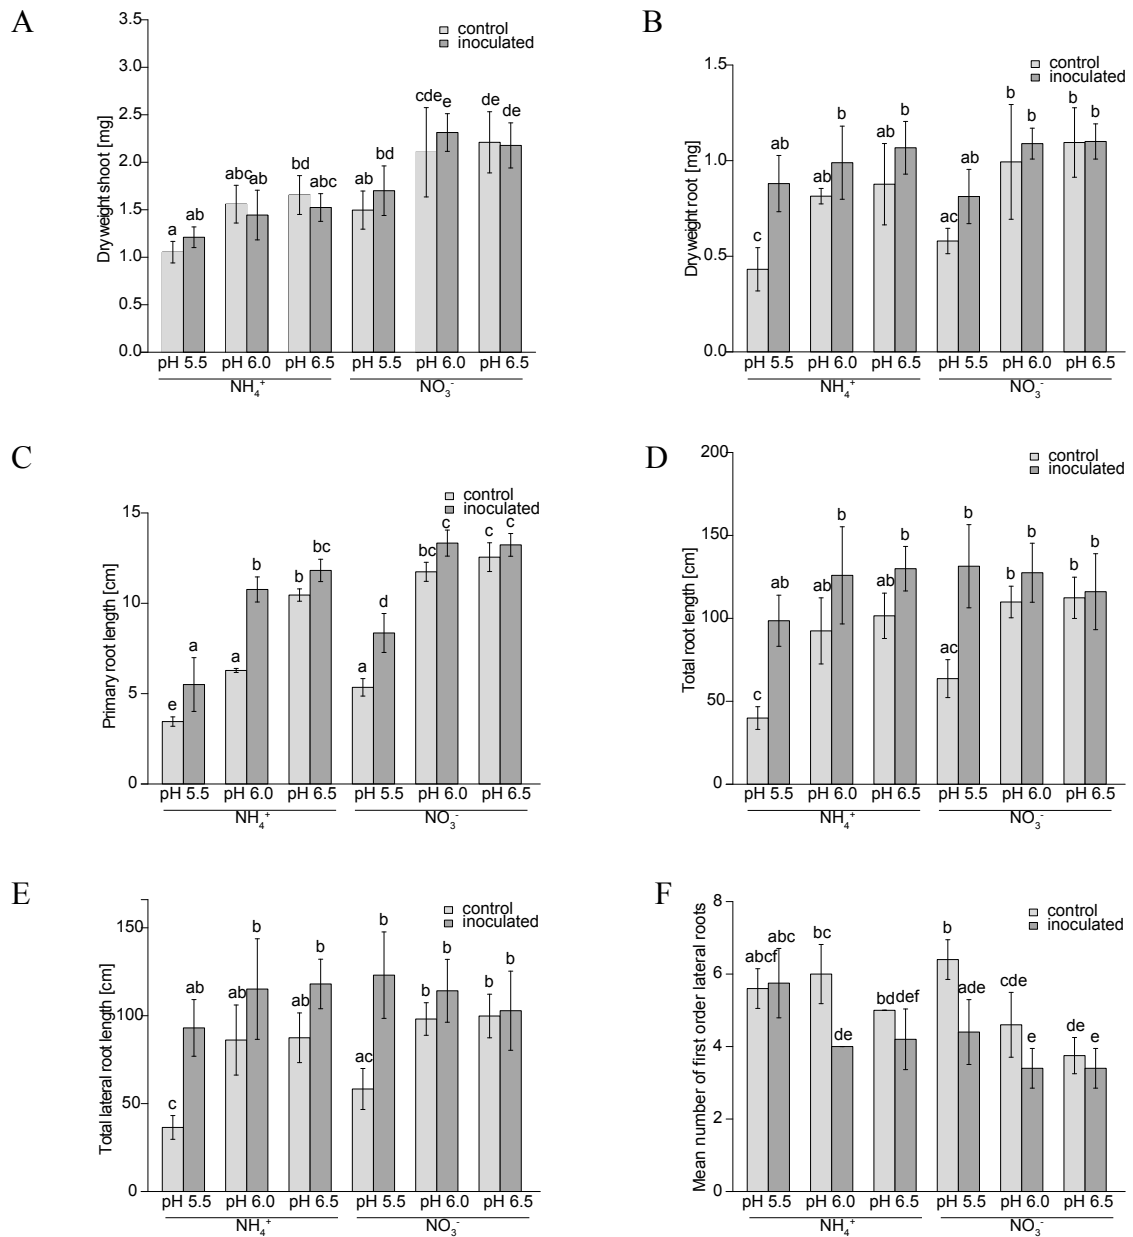 A
3.5
control
inoculated
3.0
2.5
cde e de de
2.0
bd bd
abc ab abc ab
1.5
a ab
1.0
0.5
0.0
Dryweight shoot [mg]
pH 5.5 pH 6.0 pH 6.5 pH 5.5 pH 6.0 pH 6.5
NH₄⁺ NO₃⁻
B
control
inoculated
1.5
b b b b b b
ab ab ab ab
1.0
c ac
0.5
0.0
Dryweight root [mg]
pH 5.5 pH 6.0 pH 6.5 pH 5.5 pH 6.0 pH 6.5
NH₄⁺ NO₃⁻
C
control
inoculated
15
c c c
b b bc bc
10
a a d
e a
5
0
Primary root length [cm]
pH 5.5 pH 6.0 pH 6.5 pH 5.5 pH 6.0 pH 6.5
NH₄⁺ NO₃⁻
D
200
control
inoculated
150
b b b b b b
ab ab ab
100
c ac
50
0
Total root length [cm]
pH 5.5 pH 6.0 pH 6.5 pH 5.5 pH 6.0 pH 6.5
NH₄⁺ NO₃⁻
E
control
inoculated
150
b b b b b b b
ab ab ab
100
c ac
50
0
Total lateral root length [cm]
pH 5.5 pH 6.0 pH 6.5 pH 5.5 pH 6.0 pH 6.5
NH₄⁺ NO₃⁻
F
8
control
inoculated
abcf abc bc de bd def ade cde e de e
6
4
2
0
Mean number of first order lateral roots
pH 5.5 pH 6.0 pH 6.5 pH 5.5 pH 6.0 pH 6.5
NH₄⁺ NO₃⁻